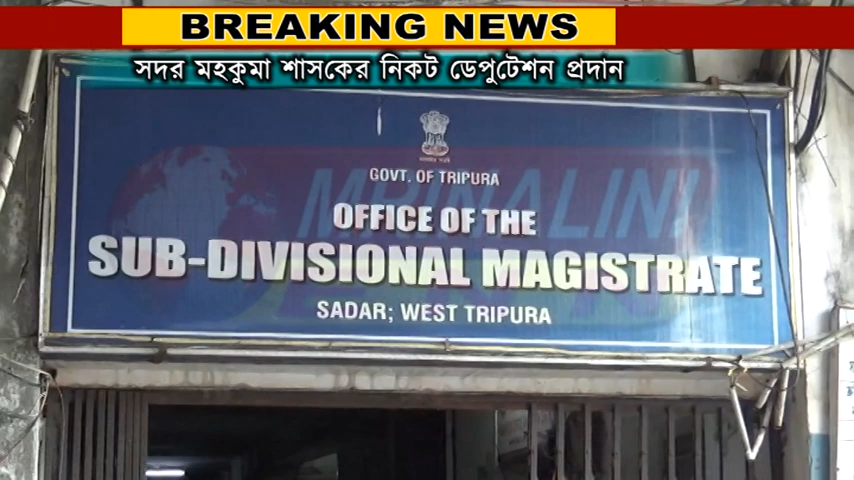 BREAKING NEWS
সদর মহকুমা শাসকের নিকট ডেপুটেশন প্রদান
GOVT. OF TRIPURA
OFFICE OF THE
SUB-DIVISIONAL MAGISTRATE
SADAR; WEST TRIPURA